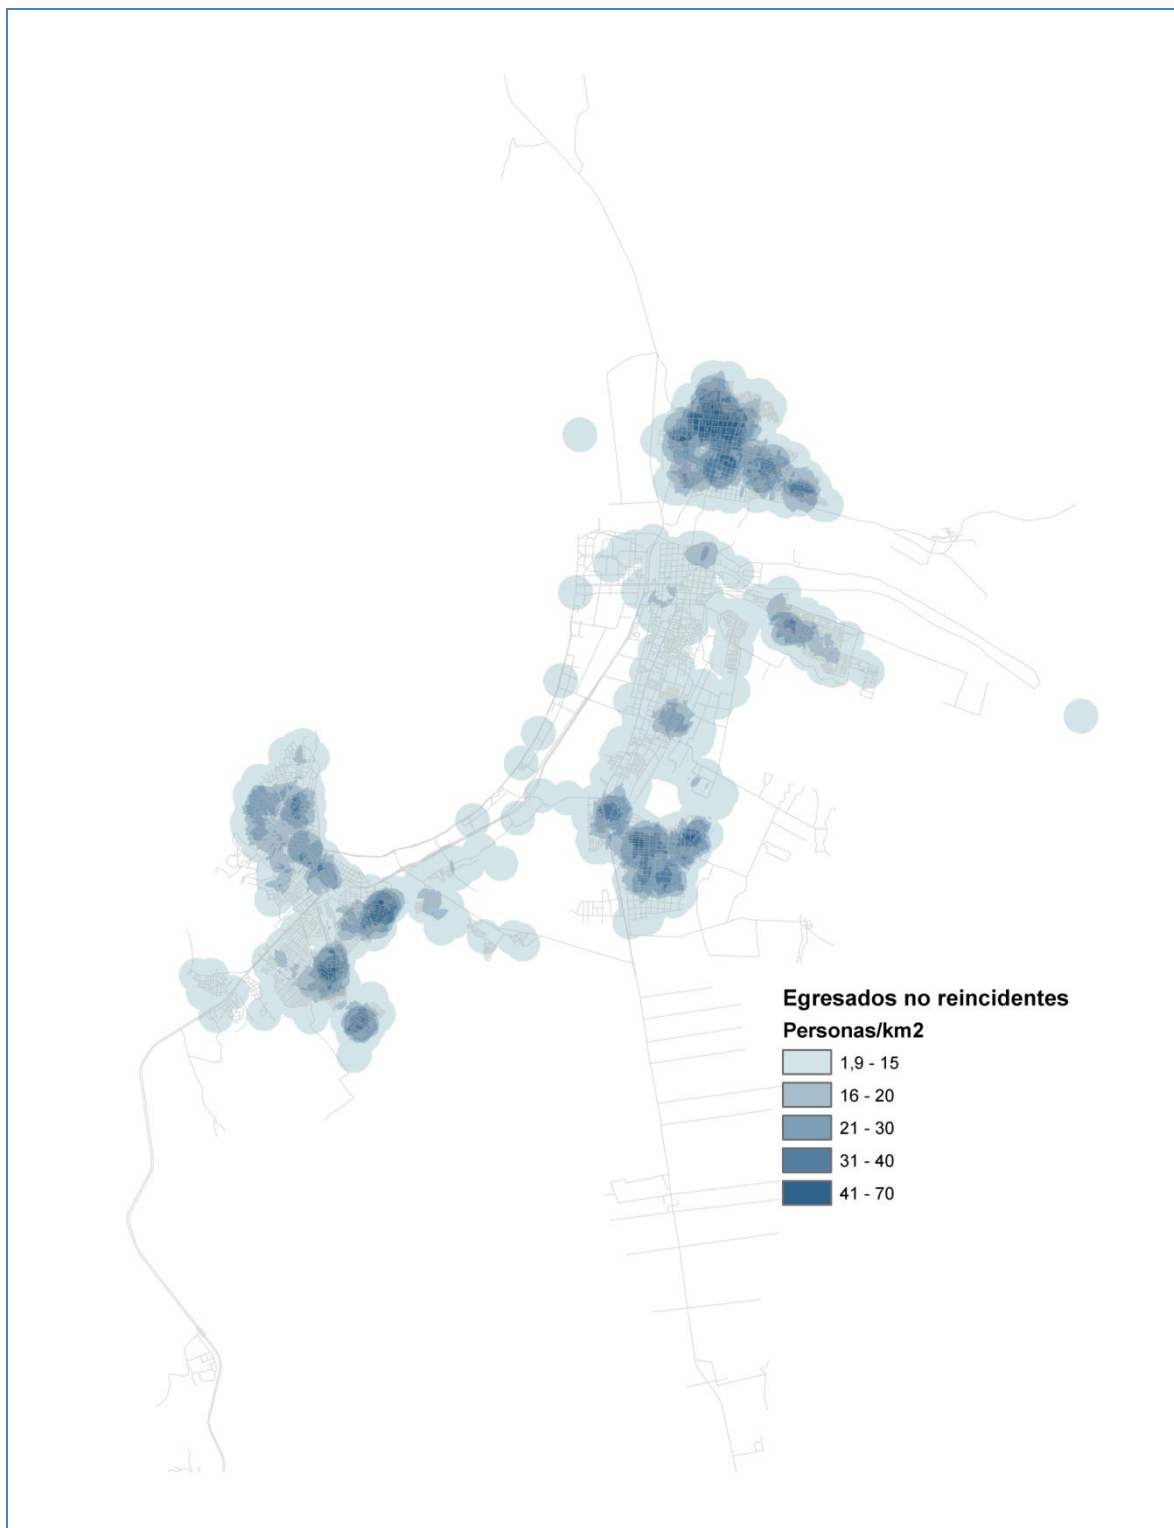 Egresados no reincidentes
Personas/km2
1,9 - 15
16 - 20
21 - 30
31 - 40
41 - 70